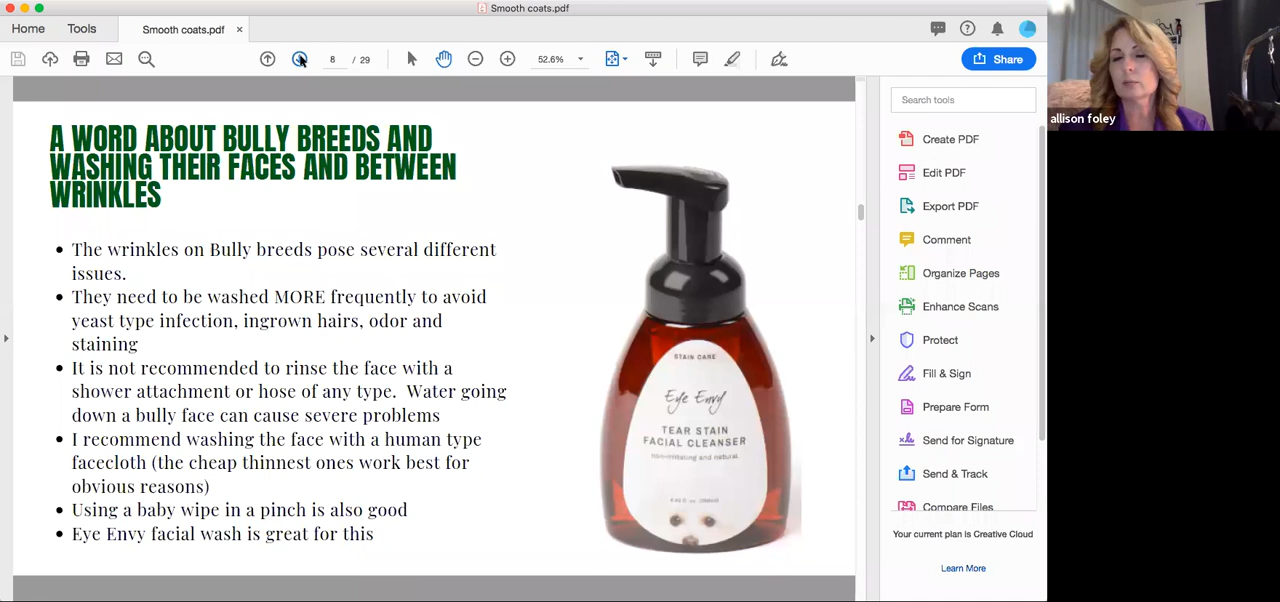 Smooth coats.pdf
Home
Tools
Smooth coats.pdf
8 / 29
52.6%
Share
allison foley
Search tools
Create PDF
Edit PDF
Export PDF
Comment
Organize Pages
Enhance Scans
Protect
Fill & Sign
Prepare Form
Send for Signature
Send & Track
Compare Files
Your current plan is Creative Cloud
Learn More
A WORD ABOUT BULLY BREEDS AND
WASHING THEIR FACES AND BETWEEN
WRINKLES
• The wrinkles on Bully breeds pose several different
issues.
• They need to be washed MORE frequently to avoid
yeast type infection, ingrown hairs, odor and
staining
• It is not recommended to rinse the face with a
shower attachment or hose of any type.  Water going
down a bully face can cause severe problems
• I recommend washing the face with a human type
facecloth (the cheap thinnest ones work best for
obvious reasons)
• Using a baby wipe in a pinch is also good
• Eye Envy facial wash is great for this
STAIN CARE
Eye Envy
TEAR STAIN
FACIAL CLEANSER
non-irritating and natural